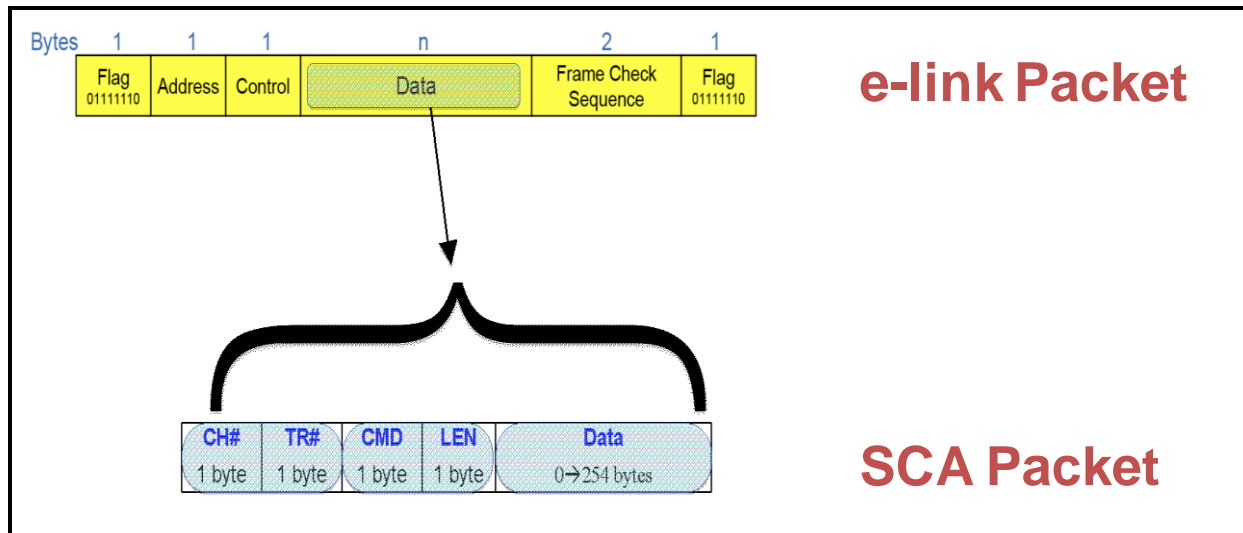 Bytes 1 1 1 n 2 1
Flag 01111110 Address Control Data Frame Check Sequence Flag 01111110
e-link Packet
CH# TR# CMD LEN Data
1 byte 1 byte 1 byte 1 byte 0→254 bytes
SCA Packet